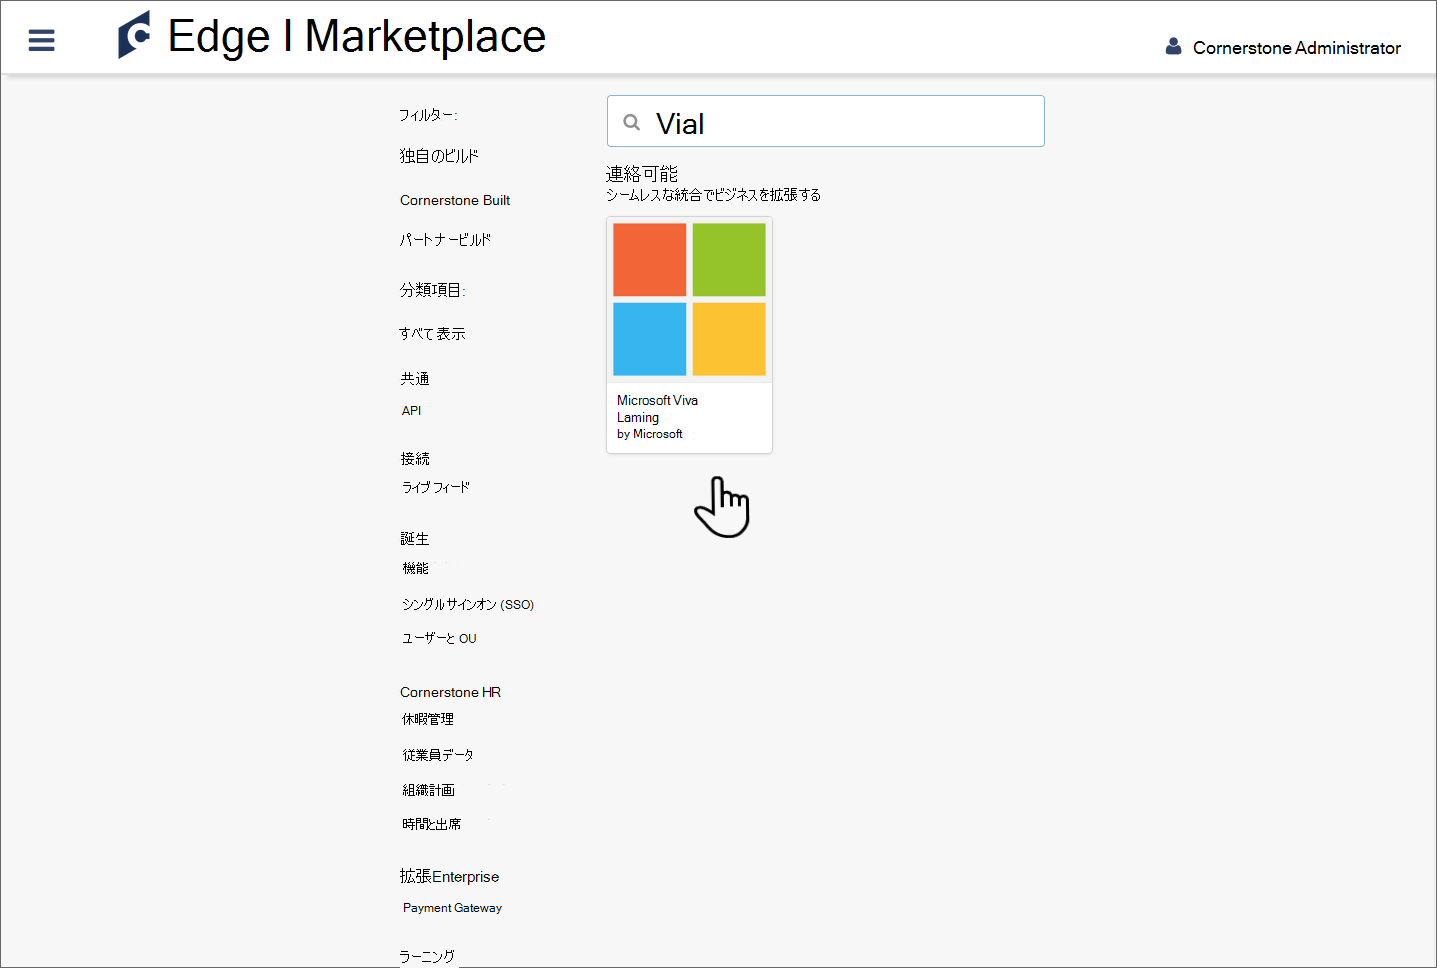 Edge I Marketplace
Cornerstone Administrator
フィルター:
独自のビルド
Cornerstone Built
パートナービルド
分類項目:
すべて表示
共通
API
接続
ライブフィード
誕生
機能
シングルサインオン (SSO)
ユーザーと OU
Cornerstone HR
休暇管理
従業員データ
組織計画
時間と出席
拡張Enterprise
Payment Gateway
ラーニング
Vial
連絡可能
シームレスな統合でビジネスを拡張する
Microsoft Viva
Laming
by Microsoft